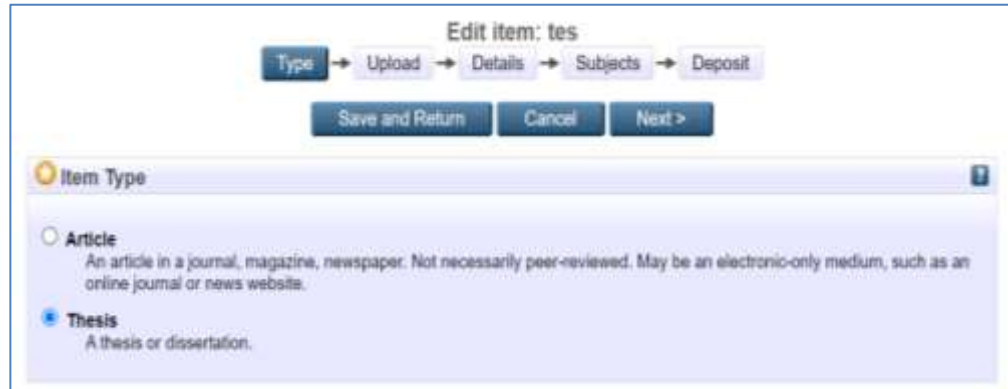 Edit item: tes
Type → Upload → Details → Subjects → Deposit
Save and Return Cancel Next >
Item Type ?
Article
An article in a journal, magazine, newspaper. Not necessarily peer-reviewed. May be an electronic-only medium, such as an
online journal or news website.
Thesis
A thesis or dissertation.